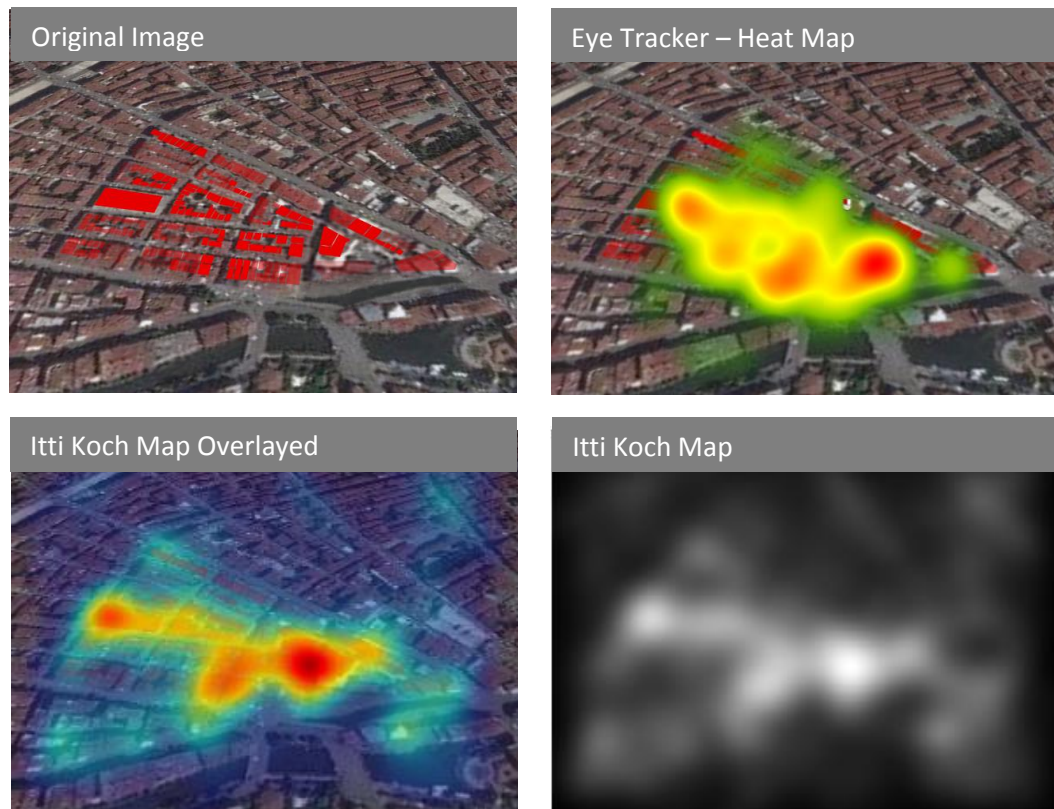 Original Image
Eye Tracker – Heat Map
Itti Koch Map Overlayed
Itti Koch Map